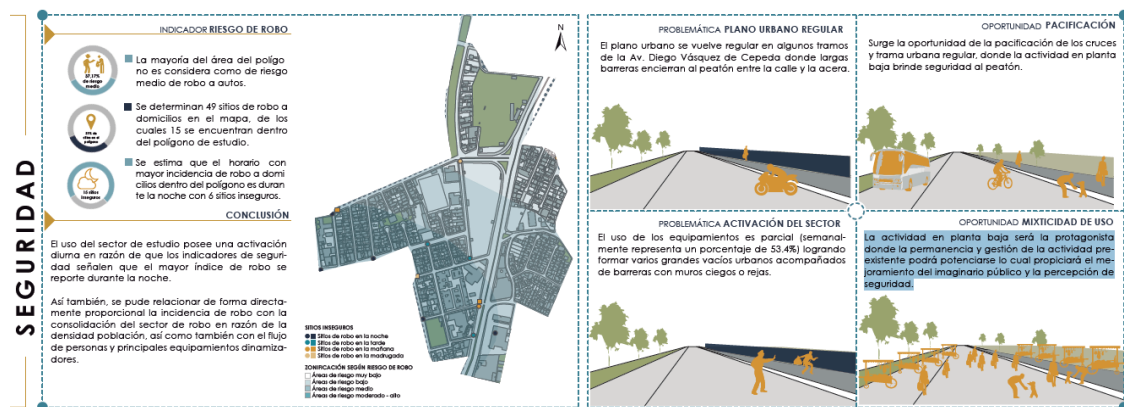 SEGURIDAD
INDICADOR RIESGO DE ROBO
57,17%
de riesgo
medio
La mayoría del área del polígo
no es considera como de riesgo
medio de robo a autos.
Se determinan 49 sitios de robo a
domicilios en el mapa, de los
cuales 15 se encuentran dentro
del polígono de estudio.
15 sitios
inseguros
Se estima que el horario con
mayor incidencia de robo a domi
cilios dentro del polígono es duran
te la noche con 6 sitios inseguros.
CONCLUSIÓN
El uso del sector de estudio posee una activación
diurna en razón de que los indicadores de seguri-
dad señalen que el mayor índice de robo se
reporte durante la noche.
Así también, se pude relacionar de forma directa-
mente proporcional la incidencia de robo con la
consolidación del sector de robo en razón de la
densidad población, así como también con el flujo
de personas y principales equipamientos dinamiza-
dores.
N
SITIOS INSEGUROS
Sitios de robo en la noche
Sitios de robo en la tarde
Sitios de robo en la mañana
Sitios de robo en la madrugada
ZONIFICACIÓN SEGÚN RIESGO DE ROBO
Áreas de riesgo muy bajo
Áreas de riesgo bajo
Áreas de riesgo medio
Áreas de riesgo moderado - alto
PROBLEMÁTICA PLANO URBANO REGULAR
El plano urbano se vuelve regular en algunos tramos
de la Av. Diego Vásquez de Cepeda donde largas
barreras encierran al peatón entre la calle y la acera.
OPORTUNIDAD PACIFICACIÓN
Surge la oportunidad de la pacificación de los cruces
y trama urbana regular, donde la actividad en planta
baja brinde seguridad al peatón.
PROBLEMÁTICA ACTIVACIÓN DEL SECTOR
El uso de los equipamientos es parcial (semanal-
mente representa un porcentaje de 53.4%) logrando
formar varios grandes vacíos urbanos acompañados
de barreras con muros ciegos o rejas.
OPORTUNIDAD MIXTICIDAD DE USO
La actividad en planta baja será la protagonista
donde la permanencia y gestión de la actividad pre-
existente podrá potenciarse lo cual propiciará el me-
joramiento del imaginario público y la percepción de
seguridad.